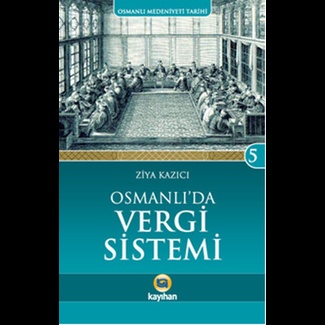 OSMANLI MEDENİYETİ TARİHİ
5
ZİYA KAZICI
OSMANLI'DA
VERGİ
SİSTEMİ
kayıhan